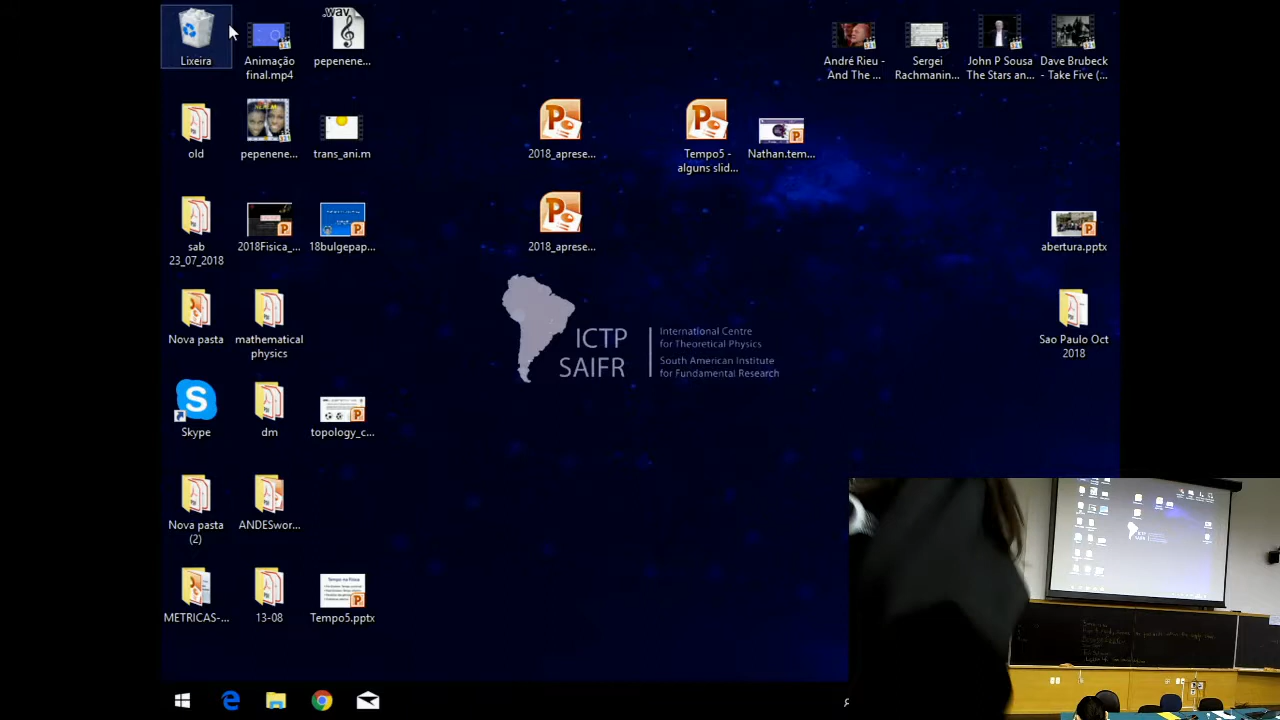 Lixeira
Animação
final.mp4
.wav
pepenene...
André Rieu -
And The ...
Sergei
Rachmanin...
John P Sousa
The Stars an...
Dave Brubeck
- Take Five (...
old
pepenene...
trans_ani.m
2018_aprese...
Tempo5 -
alguns slid...
Nathan.tem...
sab
23_07_2018
2018Fisica_...
18bulgepap...
2018_aprese...
abertura.pptx
Nova pasta
mathematical
physics
ICTP
SAIFR
International Centre
for Theoretical Physics
South American Institute
for Fundamental Research
Sao Paulo Oct
2018
Skype
dm
topology_c...
Nova pasta
(2)
ANDESwor...
METRICAS-...
13-08
Tempo na física
Tempo5.pptx